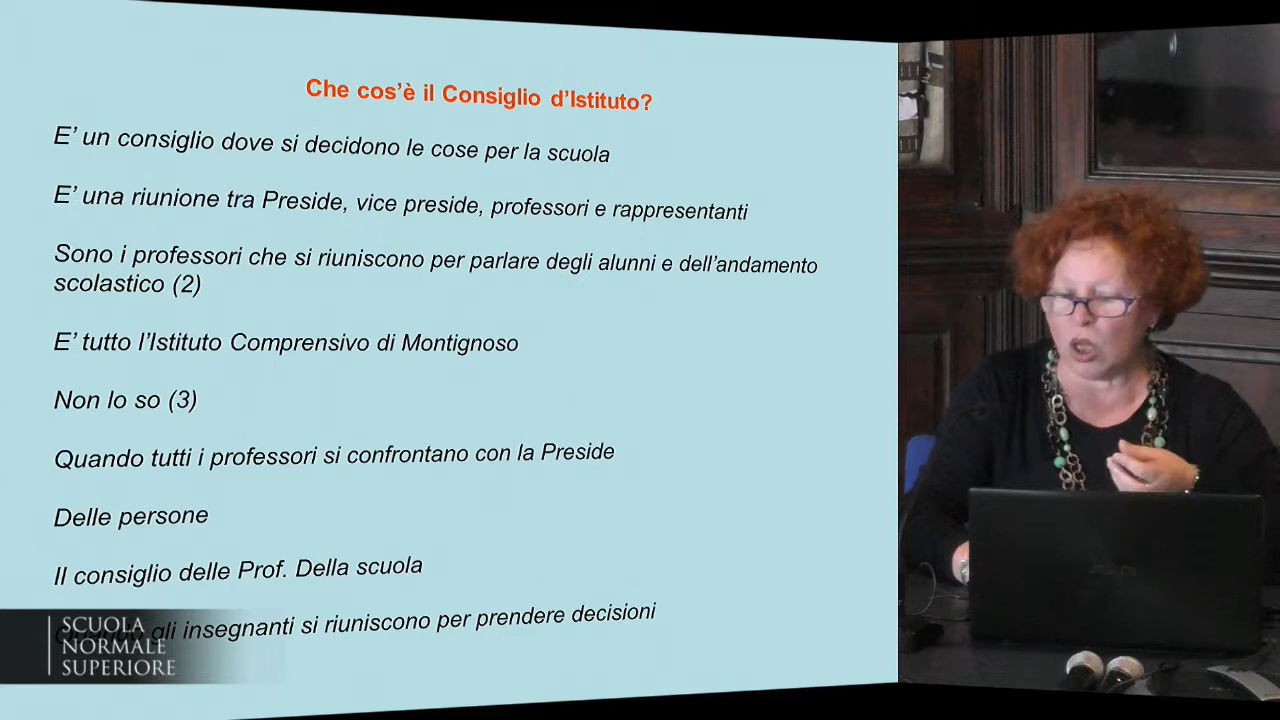 Che cos'è il Consiglio d'Istituto?
E' un consiglio dove si decidono le cose per la scuola
E' una riunione tra Preside, vice preside, professori e rappresentanti
Sono i professori che si riuniscono per parlare degli alunni e dell'andamento
scolastico (2)
E' tutto l'Istituto Comprensivo di Montignoso
Non lo so (3)
Quando tutti i professori si confrontano con la Preside
Delle persone
Il consiglio delle Prof. Della scuola
gli insegnanti si riuniscono per prendere decisioni
SCUOLA
NORMALE
SUPERIORE